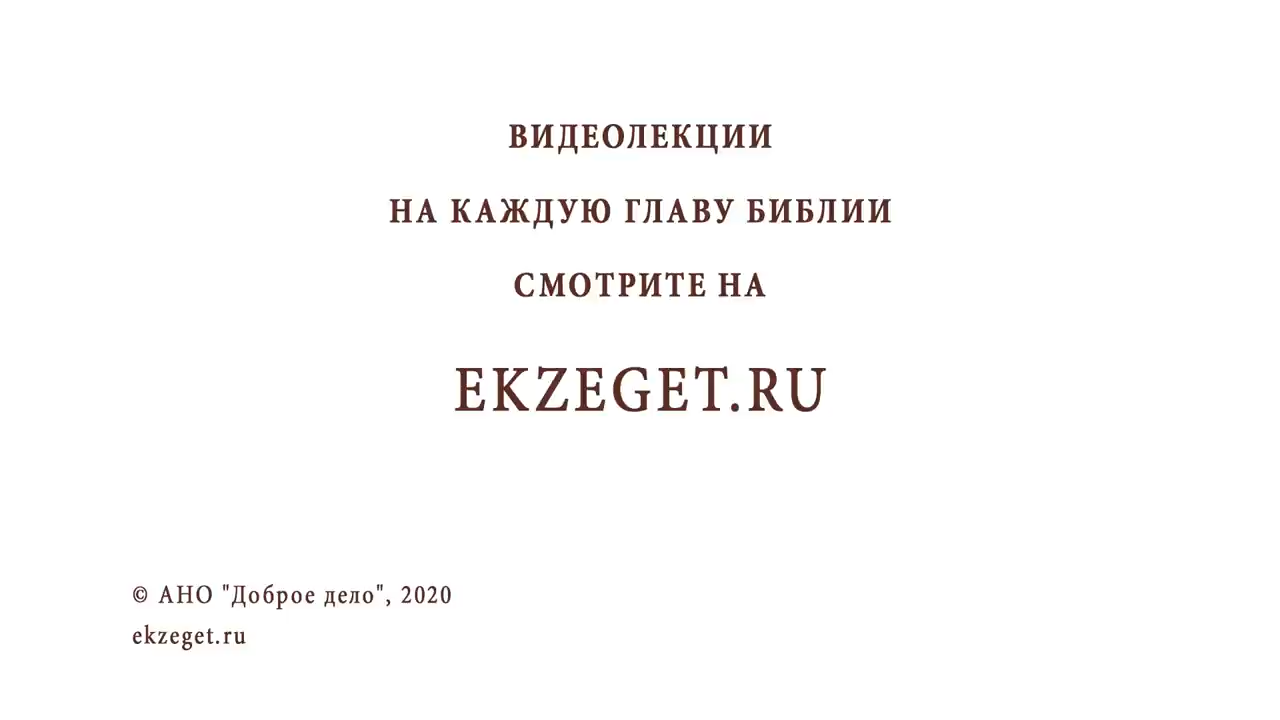 ВИДЕОЛЕКЦИИ
НА КАЖДУЮ ГЛАВУ БИБЛИИ
СМОТРИТЕ НА
EKZEGET.RU
© АНО "Доброе дело", 2020
ekzeget.ru